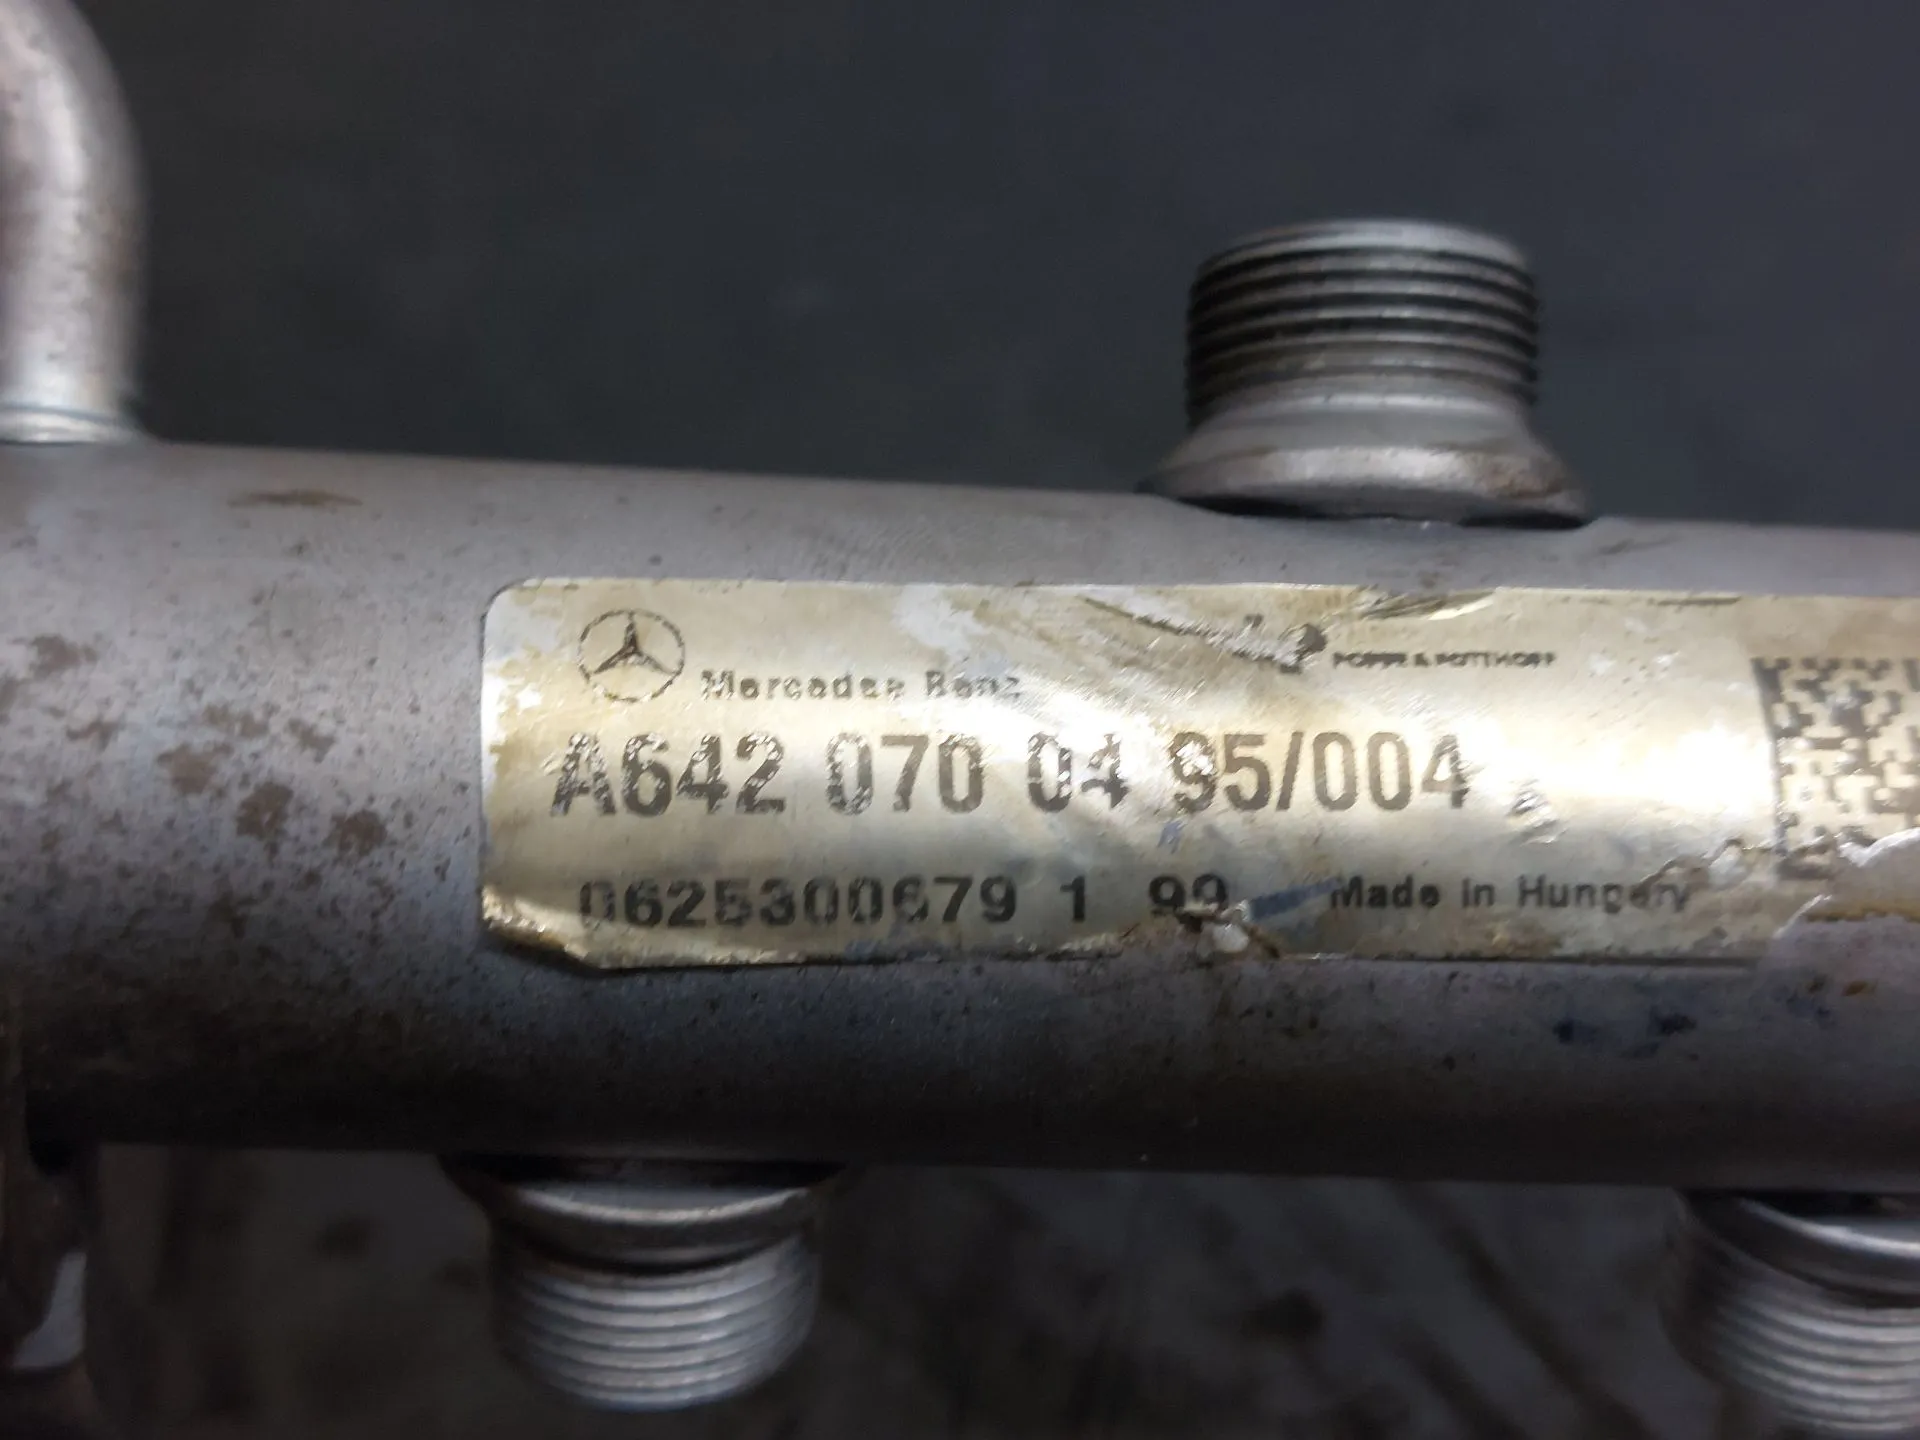 Mercedes Benz
POPPE & POTTHOFF
A642 070 04 95/004
0625300679 1 99
Made in Hungary